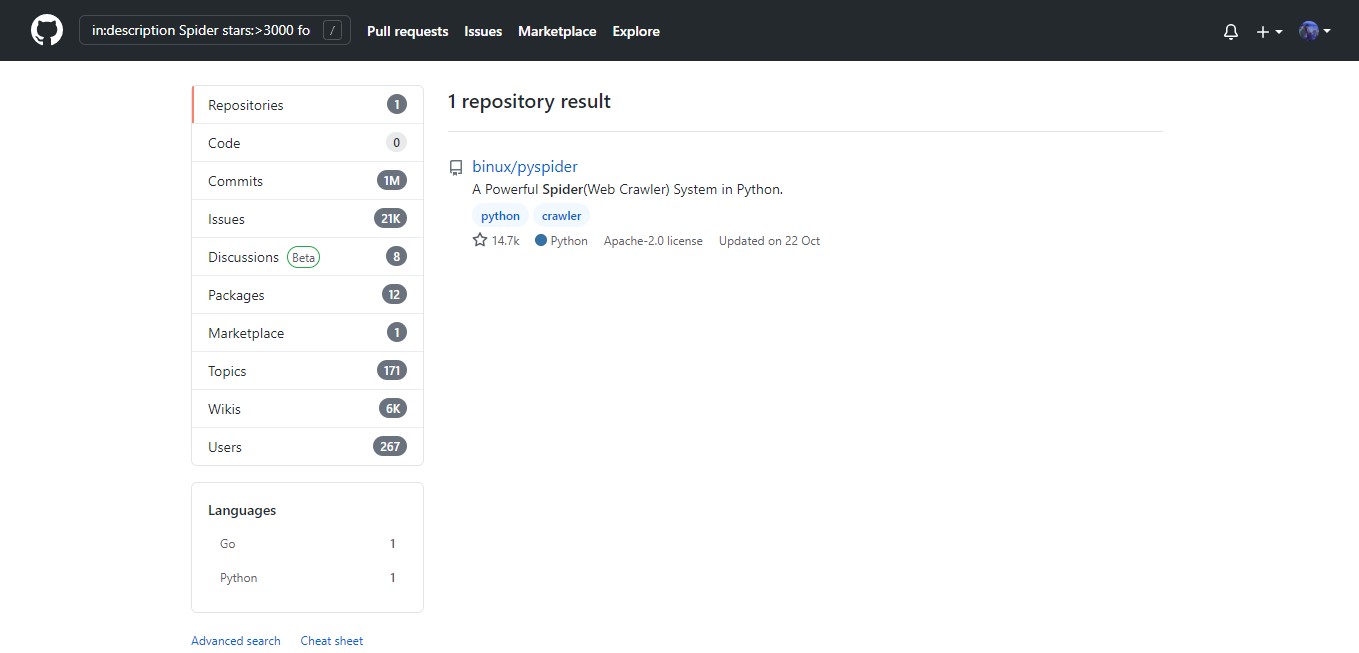 in:description Spider stars:>3000 fo /
Pull requests Issues Marketplace Explore
Repositories 1
Code 0
Commits 1M
Issues 21K
Discussions Beta 8
Packages 12
Marketplace 1
Topics 171
Wikis 6K
Users 267
Languages
Go 1
Python 1
Advanced search Cheat sheet
1 repository result
binux/pyspider
A Powerful Spider(Web Crawler) System in Python.
python crawler
14.7k Python Apache-2.0 license Updated on 22 Oct